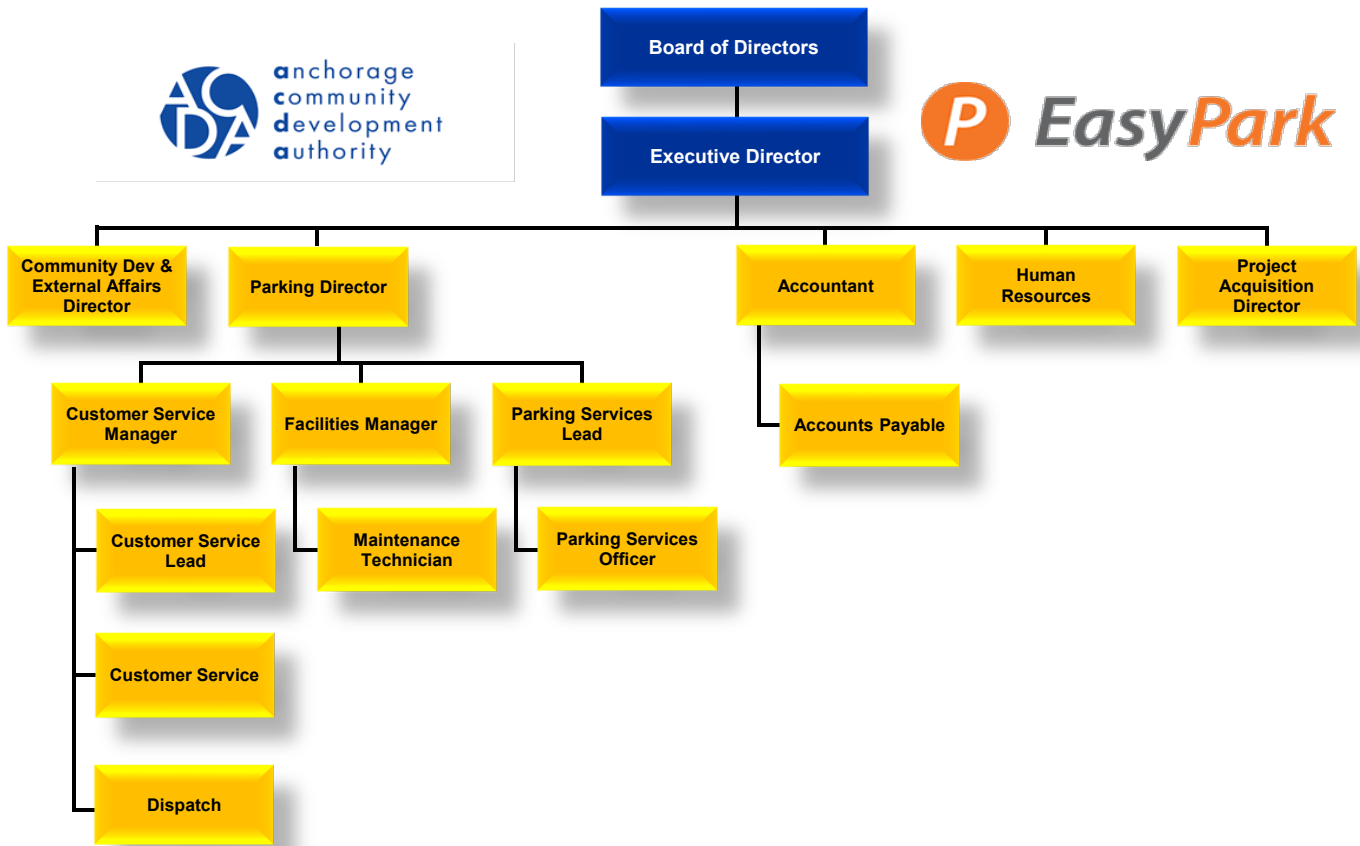 Board of Directors
ACDA
anchorage
community
development
authority
P EasyPark
Executive Director
Community Dev &
External Affairs
Director
Parking Director
Accountant
Human
Resources
Project
Acquisition
Director
Customer Service
Manager
Facilities Manager
Parking Services
Lead
Accounts Payable
Customer Service
Lead
Maintenance
Technician
Parking Services
Officer
Customer Service
Dispatch